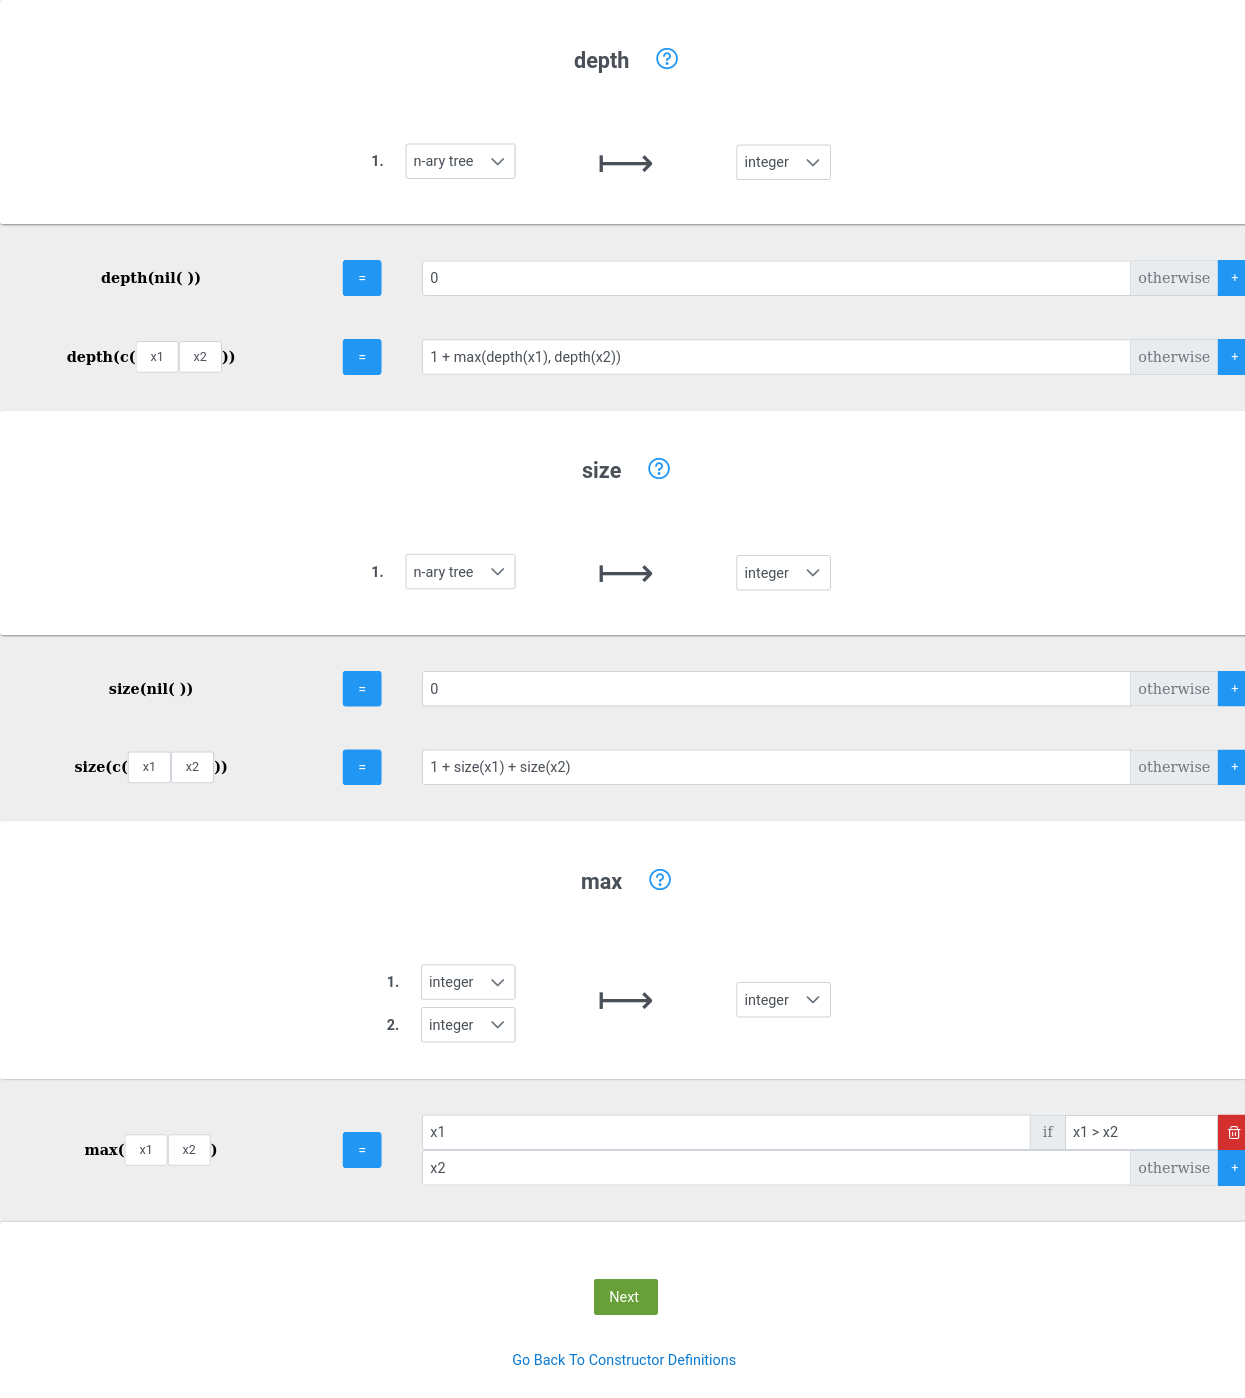 depth ?
1. n-ary tree integer
depth(nil( )) = 0 otherwise +
depth(c( x1 x2 )) = 1 + max(depth(x1), depth(x2)) otherwise +
size ?
1. n-ary tree integer
size(nil( )) = 0 otherwise +
size(c( x1 x2 )) = 1 + size(x1) + size(x2) otherwise +
max ?
1. integer
2. integer
integer
max( x1 x2 ) =
x1 if x1 > x2
x2 otherwise +
Next
Go Back To Constructor Definitions